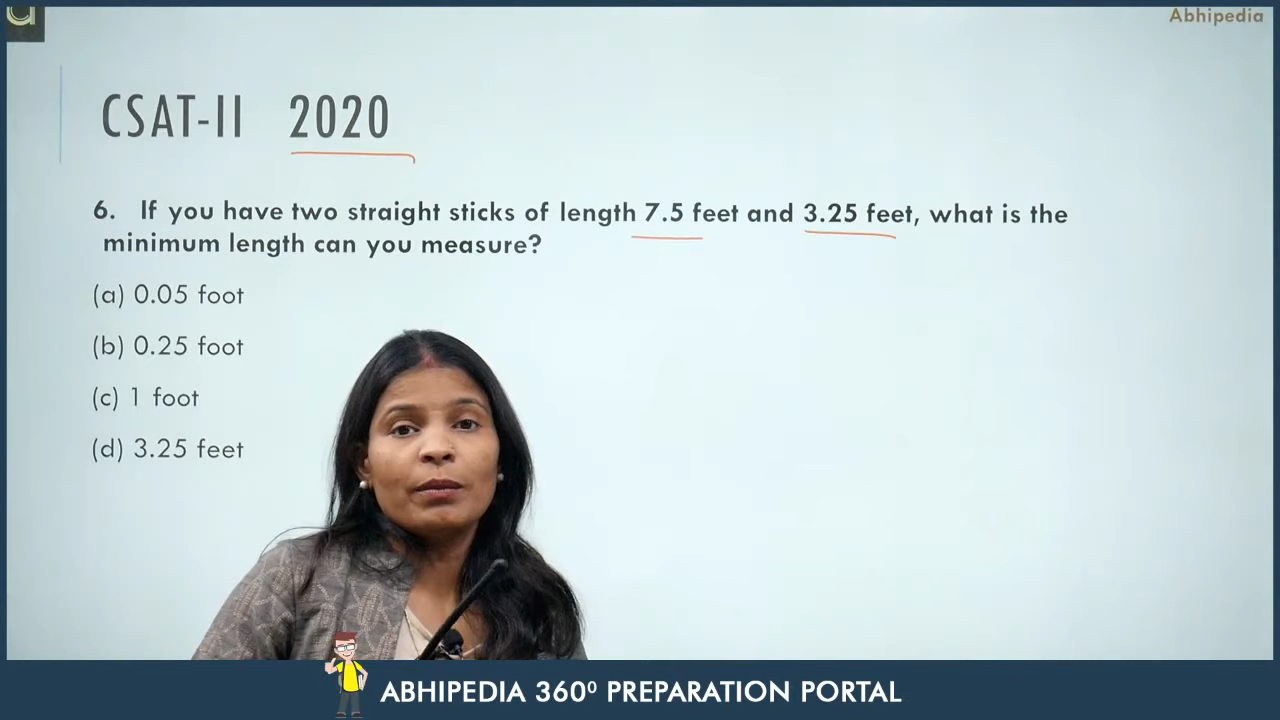 Abhipedia
CSAT-II 2020
6. If you have two straight sticks of length 7.5 feet and 3.25 feet, what is the
minimum length can you measure?
(a) 0.05 foot
(b) 0.25 foot
(c) 1 foot
(d) 3.25 feet
ABHIPEDIA 360⁰ PREPARATION PORTAL